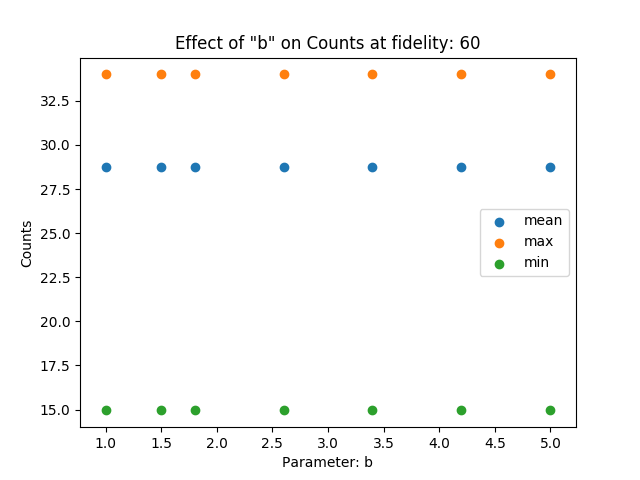 Effect of "b" on Counts at fidelity: 60
32.5
30.0
27.5
25.0
22.5
20.0
17.5
15.0
Counts
mean
max
min
1.0 1.5 2.0 2.5 3.0 3.5 4.0 4.5 5.0
Parameter: b